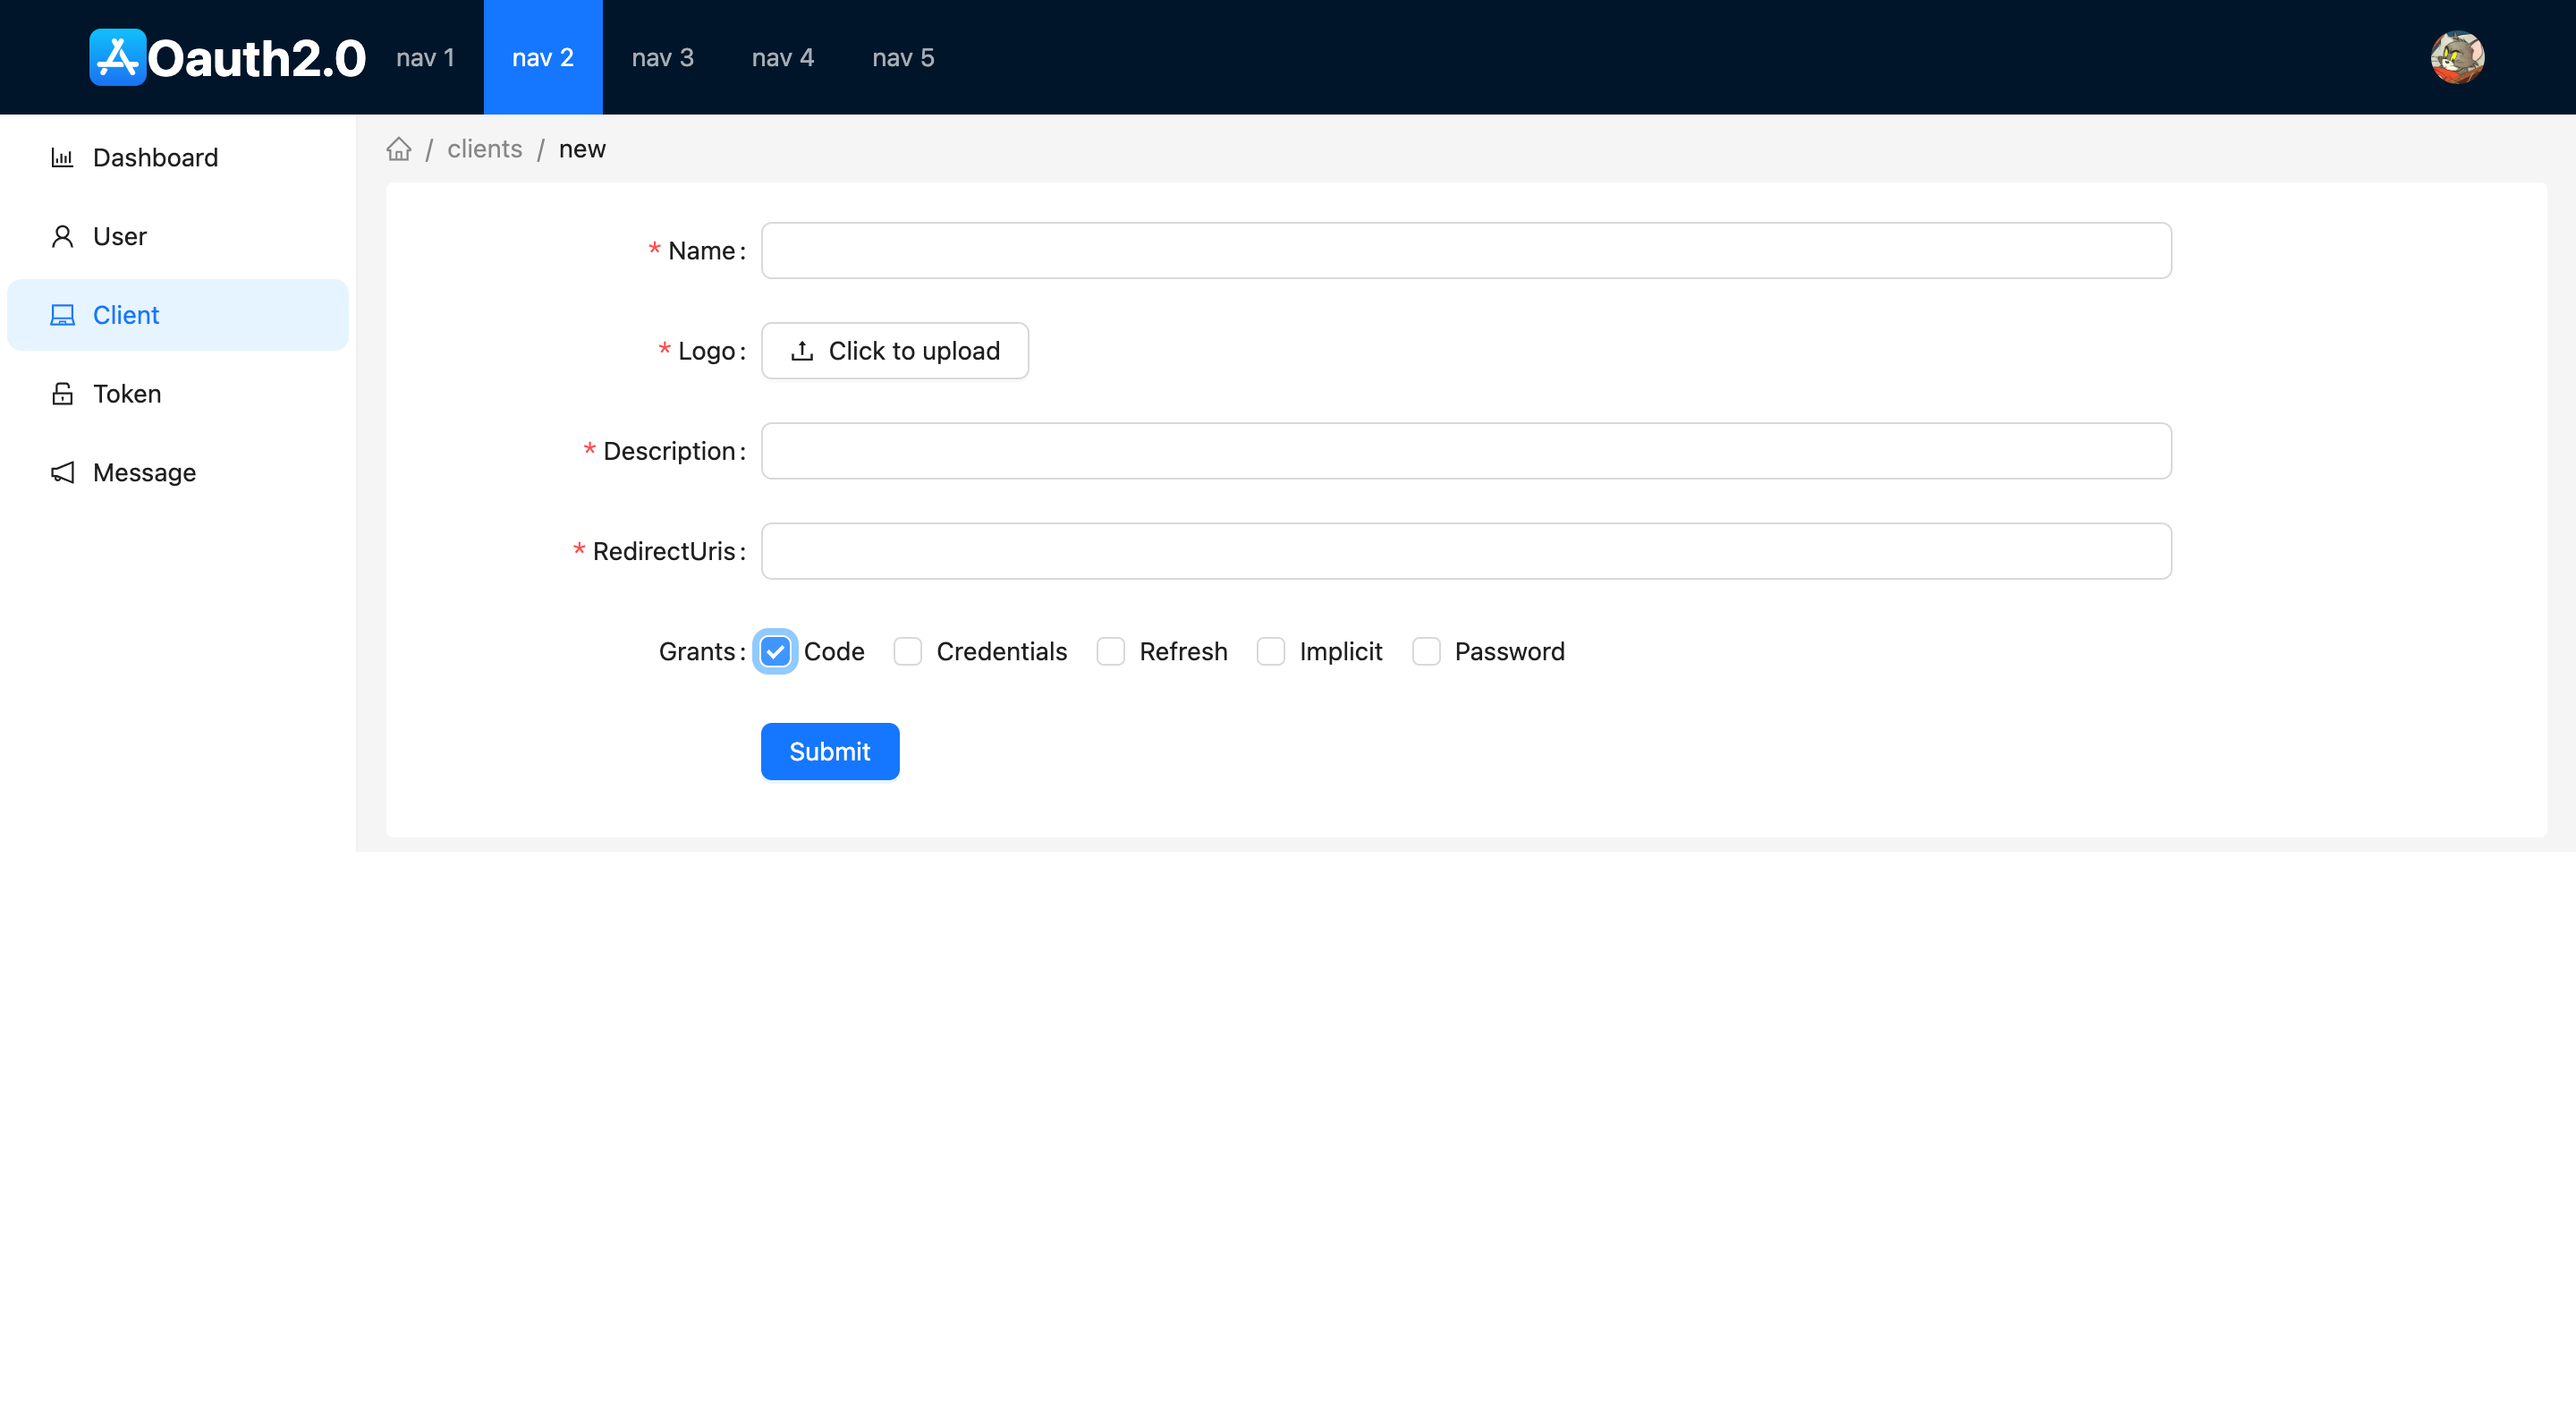 Oauth2.0 nav 1 nav 2 nav 3 nav 4 nav 5
Dashboard
User
Client
Token
Message
/ clients / new
* Name:
* Logo: Click to upload
* Description:
* RedirectUris:
Grants: Code Credentials Refresh Implicit Password
Submit